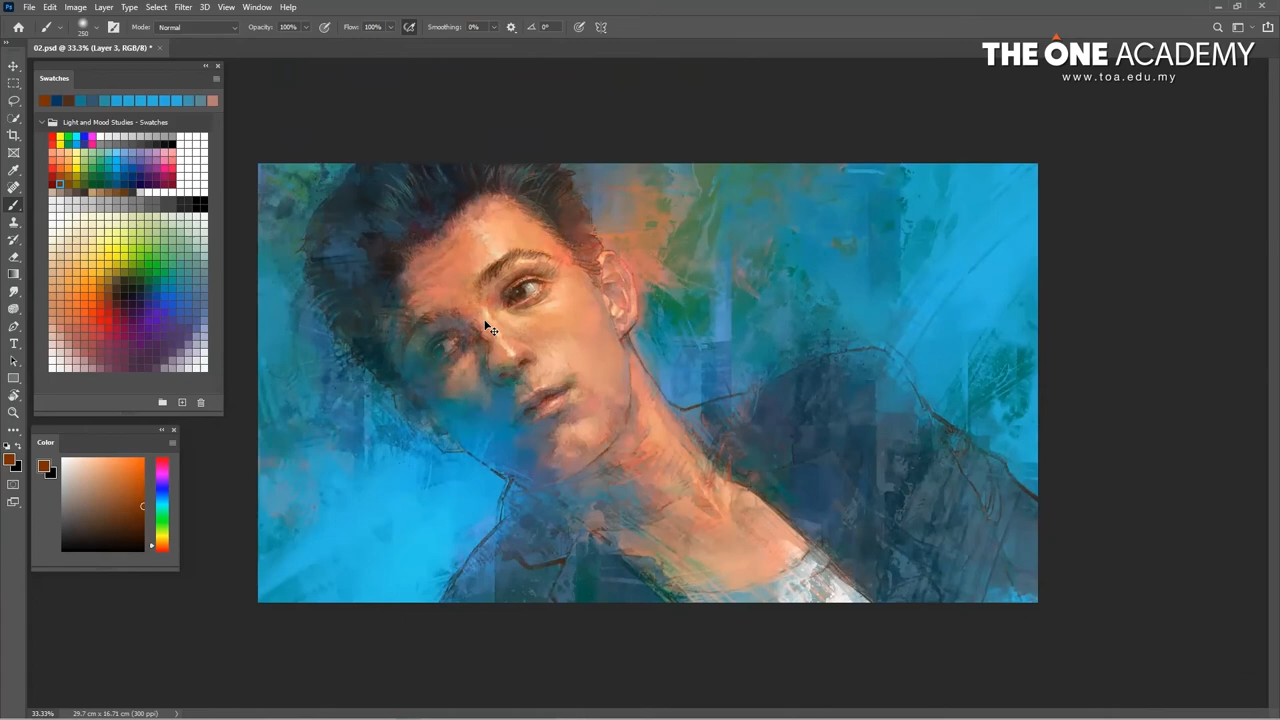 Ps File Edit Image Layer Type Select Filter 3D View Window Help
250 Mode: Normal Opacity: 100% Flow: 100% Smoothing: 0% 0°
02.psd @ 33.3% (Layer 3, RGB/8) * ×
THE ONE ACADEMY
www.toa.edu.my
Swatches
Light and Mood Studies - Swatches
T
Color
33.33% 29.7 cm x 16.71 cm (300 ppi)